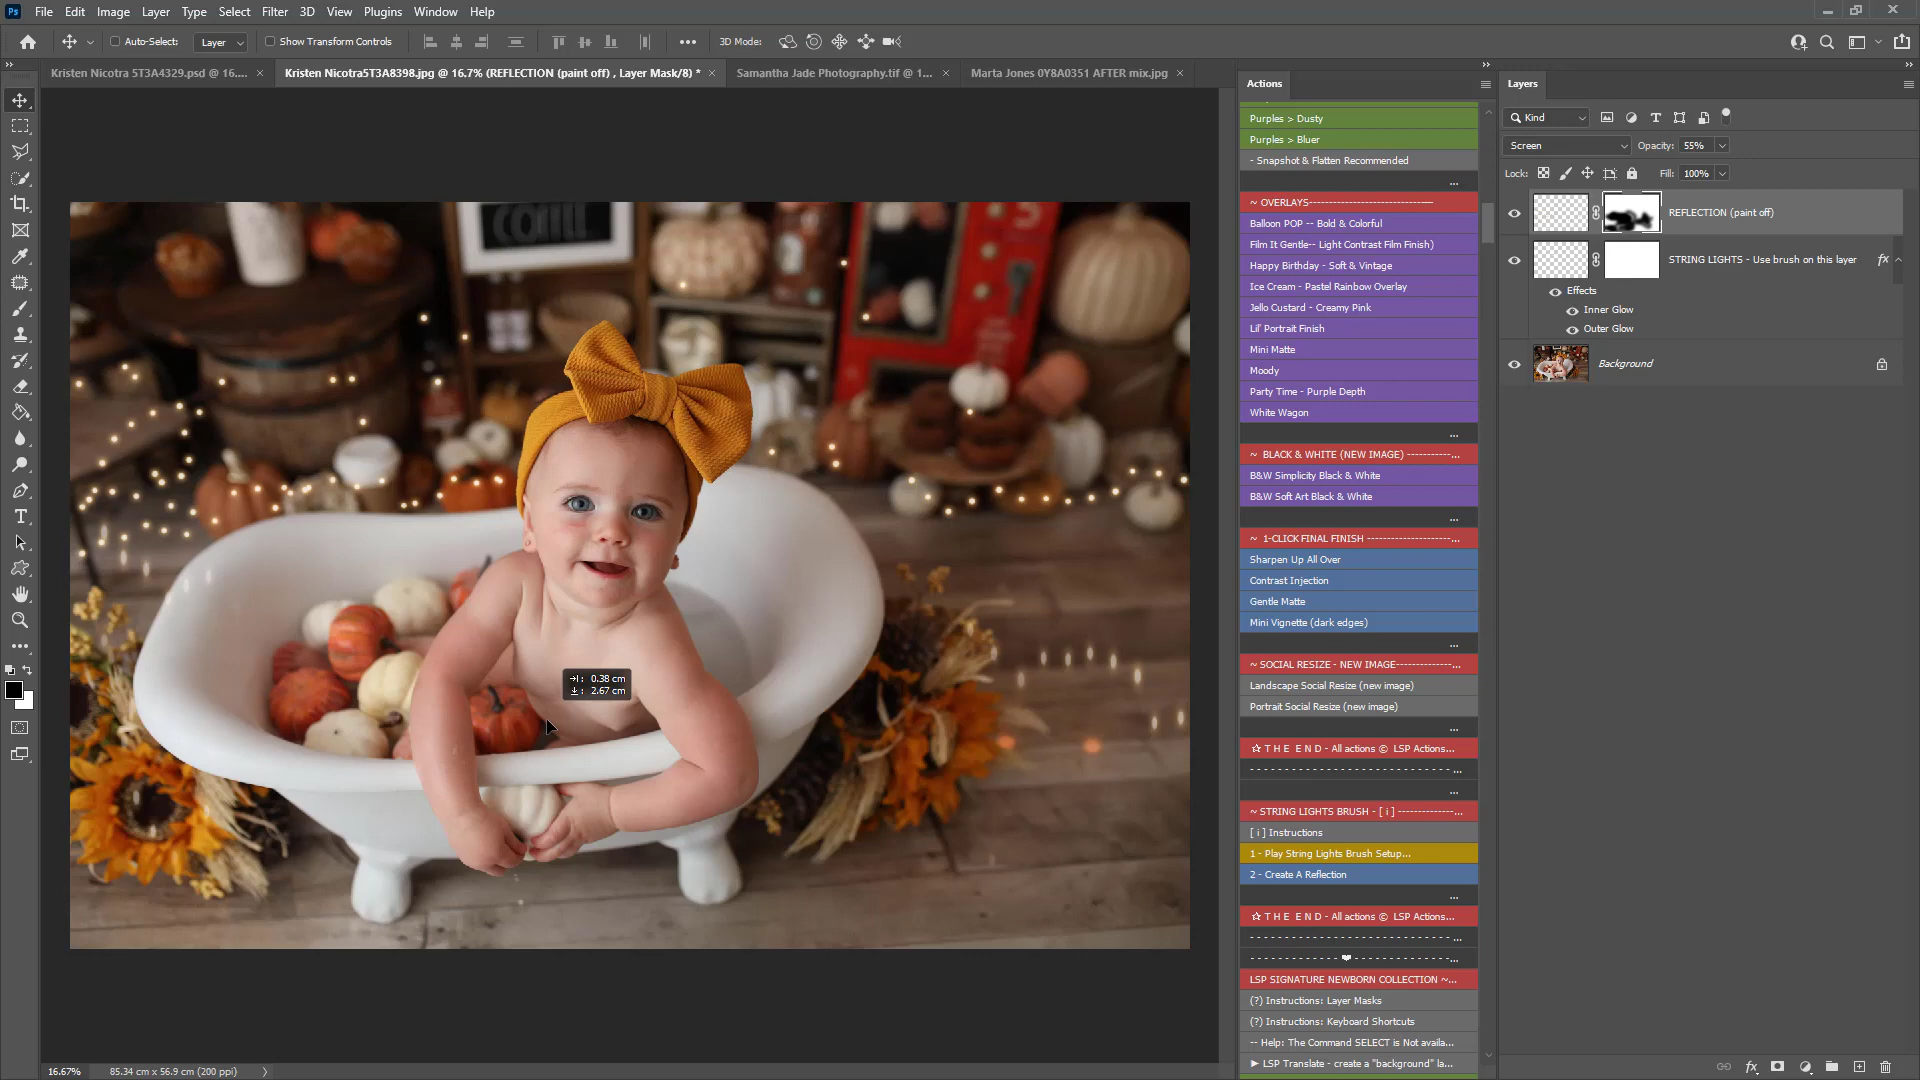 Ps File Edit Image Layer Type Select Filter 3D View Plugins Window Help
Auto-Select: Layer Show Transform Controls 3D Mode:
Kristen Nicotra 5T3A4329.psd @ 16.... × Kristen Nicotra5T3A8398.jpg @ 16.7% (REFLECTION (paint off) , Layer Mask/8) * × Samantha Jade Photography.tif @ 1... × Marta Jones 0Y8A0351 AFTER mix.jpg ×
Actions
Purples > Dusty
Purples > Bluer
- Snapshot & Flatten Recommended
...
~ OVERLAYS-------------------------------
Balloon POP -- Bold & Colorful
Film It Gentle-- Light Contrast Film Finish)
Happy Birthday - Soft & Vintage
Ice Cream - Pastel Rainbow Overlay
Jello Custard - Creamy Pink
Lil' Portrait Finish
Mini Matte
Moody
Party Time - Purple Depth
White Wagon
...
~ BLACK & WHITE (NEW IMAGE) -----------...
B&W Simplicity Black & White
B&W Soft Art Black & White
...
~ 1-CLICK FINAL FINISH --------------------...
Sharpen Up All Over
Contrast Injection
Gentle Matte
Mini Vignette (dark edges)
...
~ SOCIAL RESIZE - NEW IMAGE------------...
Landscape Social Resize (new image)
Portrait Social Resize (new image)
...
☆ T H E E N D - All actions © LSP Actions...
- - - - - - - - - - - - - - - - - - - - - - - - - - - - ...
...
~ STRING LIGHTS BRUSH - [ i ] --------------...
[ i ] Instructions
1 - Play String Lights Brush Setup...
2 - Create A Reflection
...
☆ T H E E N D - All actions © LSP Actions...
- - - - - - - - - - - - - - - - - - - - - - - - - - - - ...
- - - - - - - - - - - - - ❤ - - - - - - - - - - - - - -...
LSP SIGNATURE NEWBORN COLLECTION ~...
(?) Instructions: Layer Masks
(?) Instructions: Keyboard Shortcuts
-- Help: The Command SELECT is Not availa...
► LSP Translate - create a "background" la...
Layers
Kind
Screen Opacity: 55%
Lock: Fill: 100%
REFLECTION (paint off)
STRING LIGHTS - Use brush on this layer fx
Effects
Inner Glow
Outer Glow
Background
→I: 0.38 cm
↓: 2.67 cm
16.67% 85.34 cm x 56.9 cm (200 ppi) >
fx